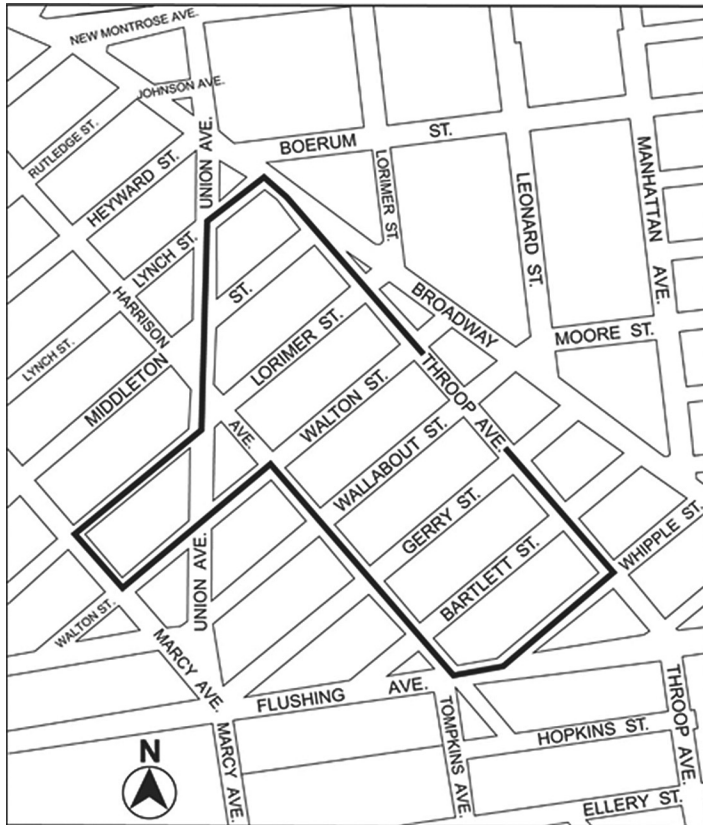 NEW MONTROSE AVE.
JOHNSON AVE.
RUTLEDGE ST.
UNION AVE.
BOERUM ST.
HEYWARD ST.
LORIMER ST.
MANHATTAN AVE.
LEONARD ST.
LYNCH ST.
ST.
HARRISON
BROADWAY
MOORE ST.
LYNCH ST.
LORIMER ST.
MIDDLETON
WALTON ST.
THROOP AVE.
AVE.
WALLABOUT ST.
GERRY ST.
WHIPPLE ST.
BARTLETT ST.
UNION AVE.
WALTON ST.
MARCY AVE.
FLUSHING AVE.
THROOP AVE.
TOMPKINS AVE.
MARCY AVE.
HOPKINS ST.
N
ELLERY ST.